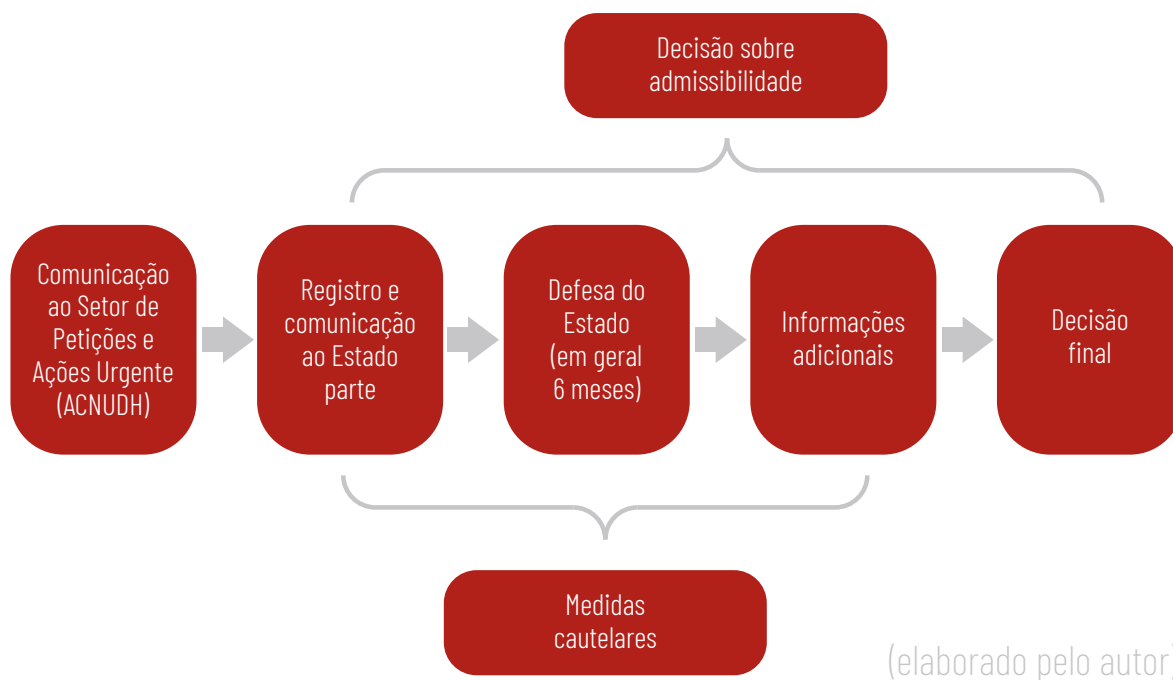 Decisão sobre
admissibilidade
Comunicação
ao Setor de
Petições e
Ações Urgente
(ACNUDH)
Registro e
comunicação
ao Estado
parte
Defesa do
Estado
(em geral
6 meses)
Informações
adicionais
Decisão
final
Medidas
cautelares
(elaborado pelo autor)